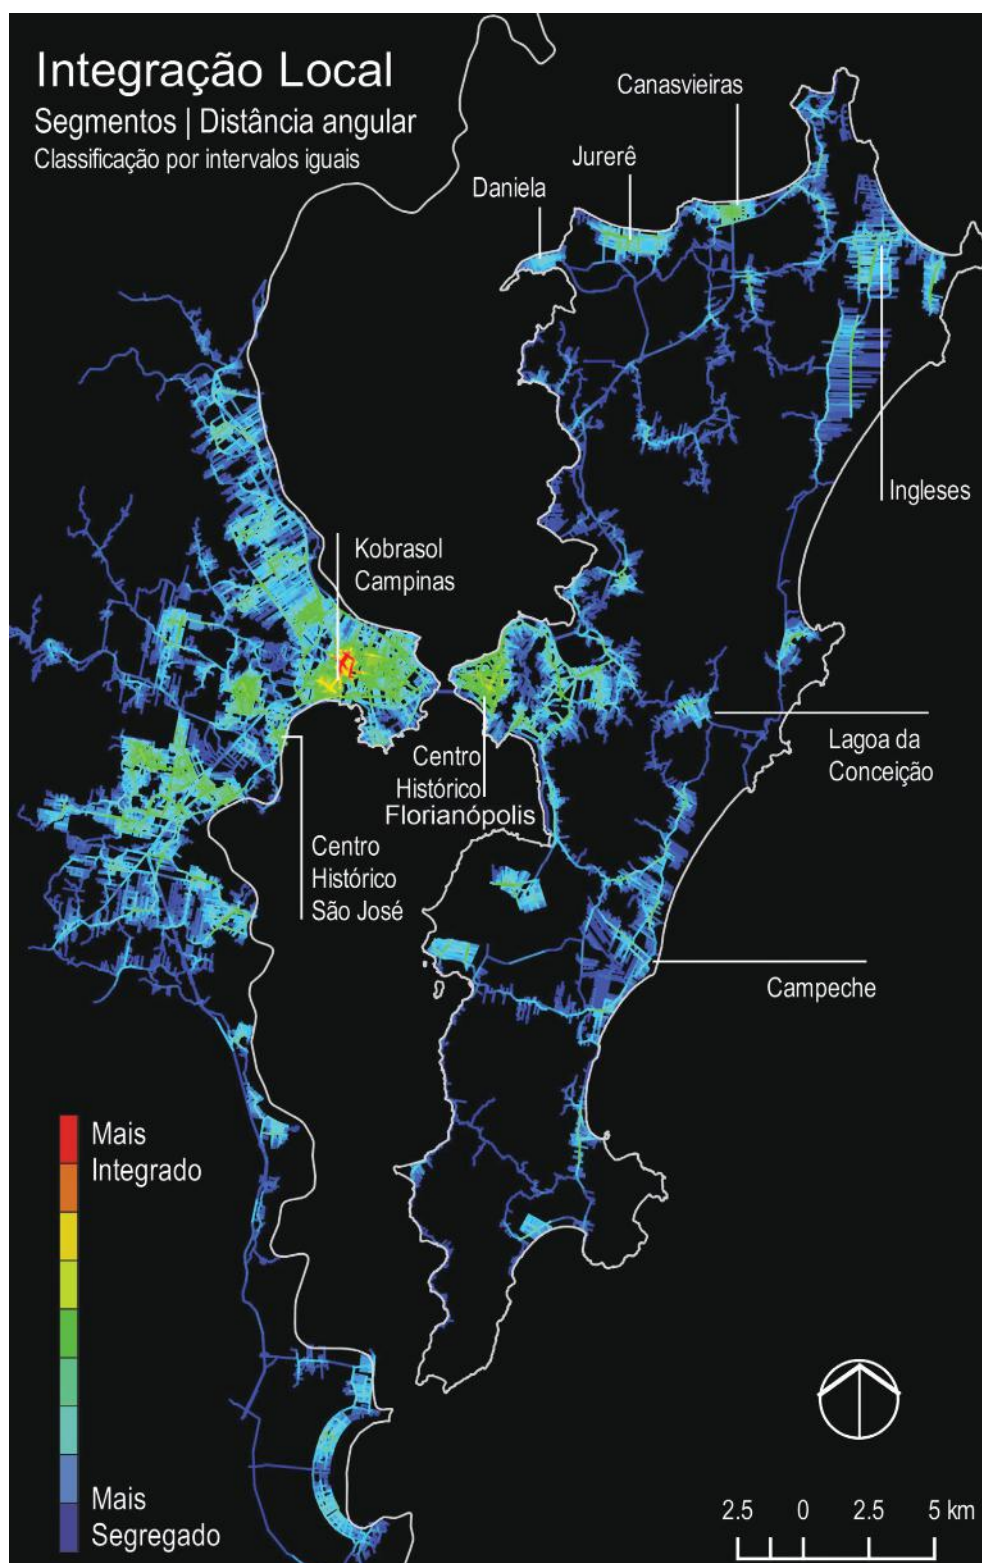 Integração Local
Segmentos | Distância angular
Classificação por intervalos iguais
Canasvieiras
Jurerê
Daniela
Ingleses
Kobrasol
Campinas
Lagoa da
Conceição
Centro
Histórico
Florianópolis
Centro
Histórico
São José
Campeche
Mais
Integrado
Mais
Segregado
2.5 0 2.5 5 km